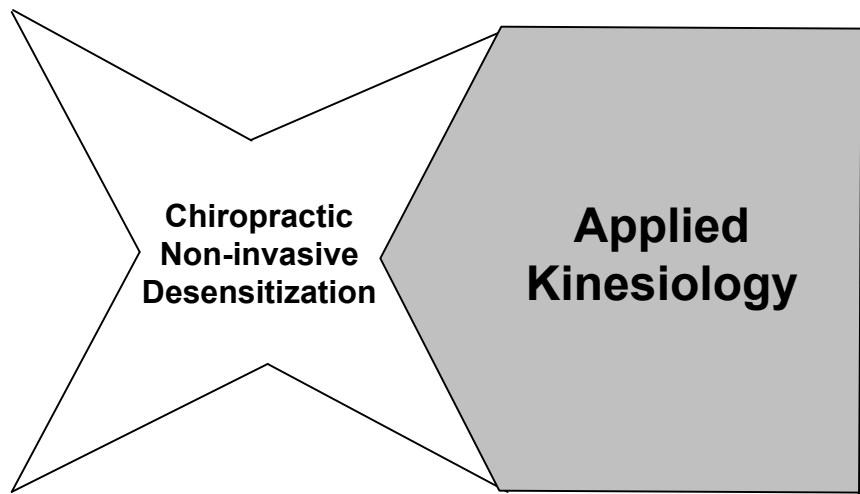 Chiropractic
Non-invasive
Desensitization
Applied
Kinesiology